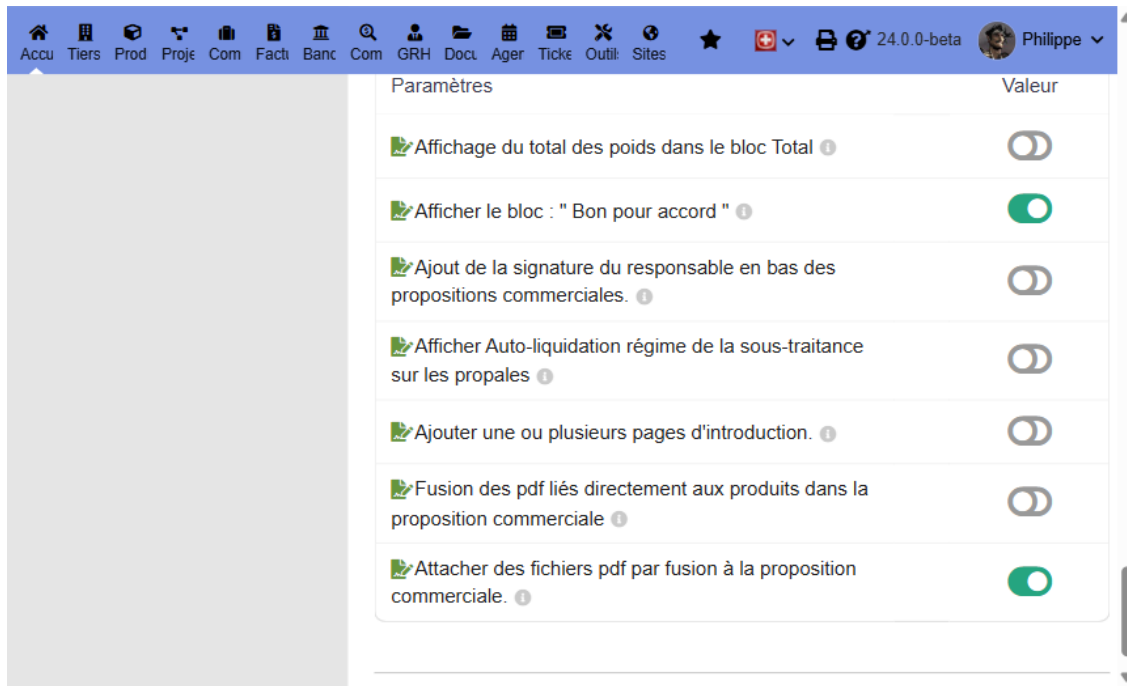 Accu Tiers Prod Proje Com Factu Banc Com GRH Docu Ager Ticke Outils Sites 24.0.0-beta Philippe
Paramètres Valeur
Affichage du total des poids dans le bloc Total
Afficher le bloc : " Bon pour accord "
Ajout de la signature du responsable en bas des
propositions commerciales.
Afficher Auto-liquidation régime de la sous-traitance
sur les propales
Ajouter une ou plusieurs pages d'introduction.
Fusion des pdf liés directement aux produits dans la
proposition commerciale
Attacher des fichiers pdf par fusion à la proposition
commerciale.